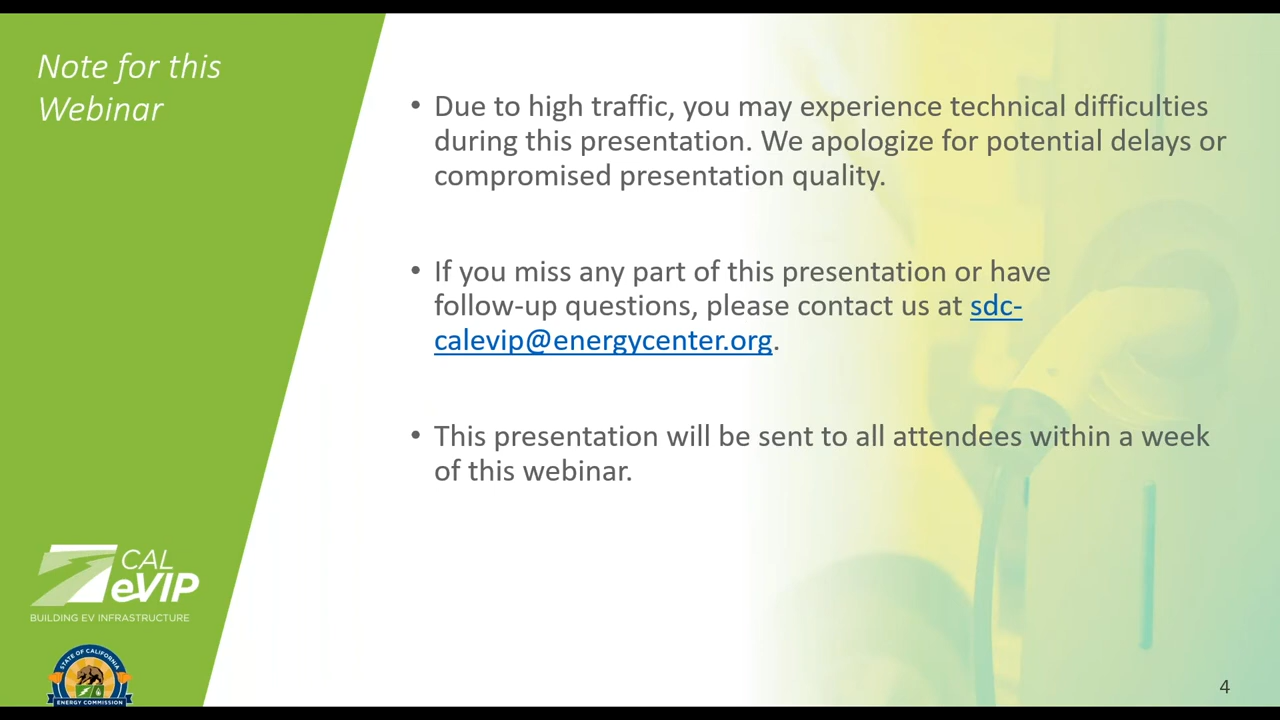 Note for this
Webinar
• Due to high traffic, you may experience technical difficulties
during this presentation. We apologize for potential delays or
compromised presentation quality.
• If you miss any part of this presentation or have
follow-up questions, please contact us at sdc-
calevip@energycenter.org.
• This presentation will be sent to all attendees within a week
of this webinar.
CAL
eVIP
BUILDING EV INFRASTRUCTURE
STATE OF CALIFORNIA
ENERGY COMMISSION
4